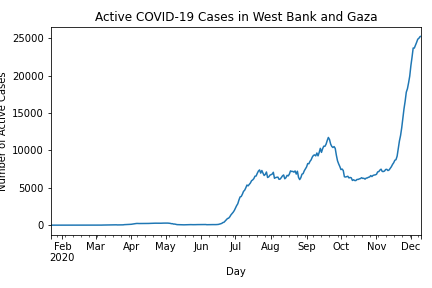 Active COVID-19 Cases in West Bank and Gaza
Number of Active Cases
25000
20000
15000
10000
5000
0
Feb Mar Apr May Jun Jul Aug Sep Oct Nov Dec
2020
Day